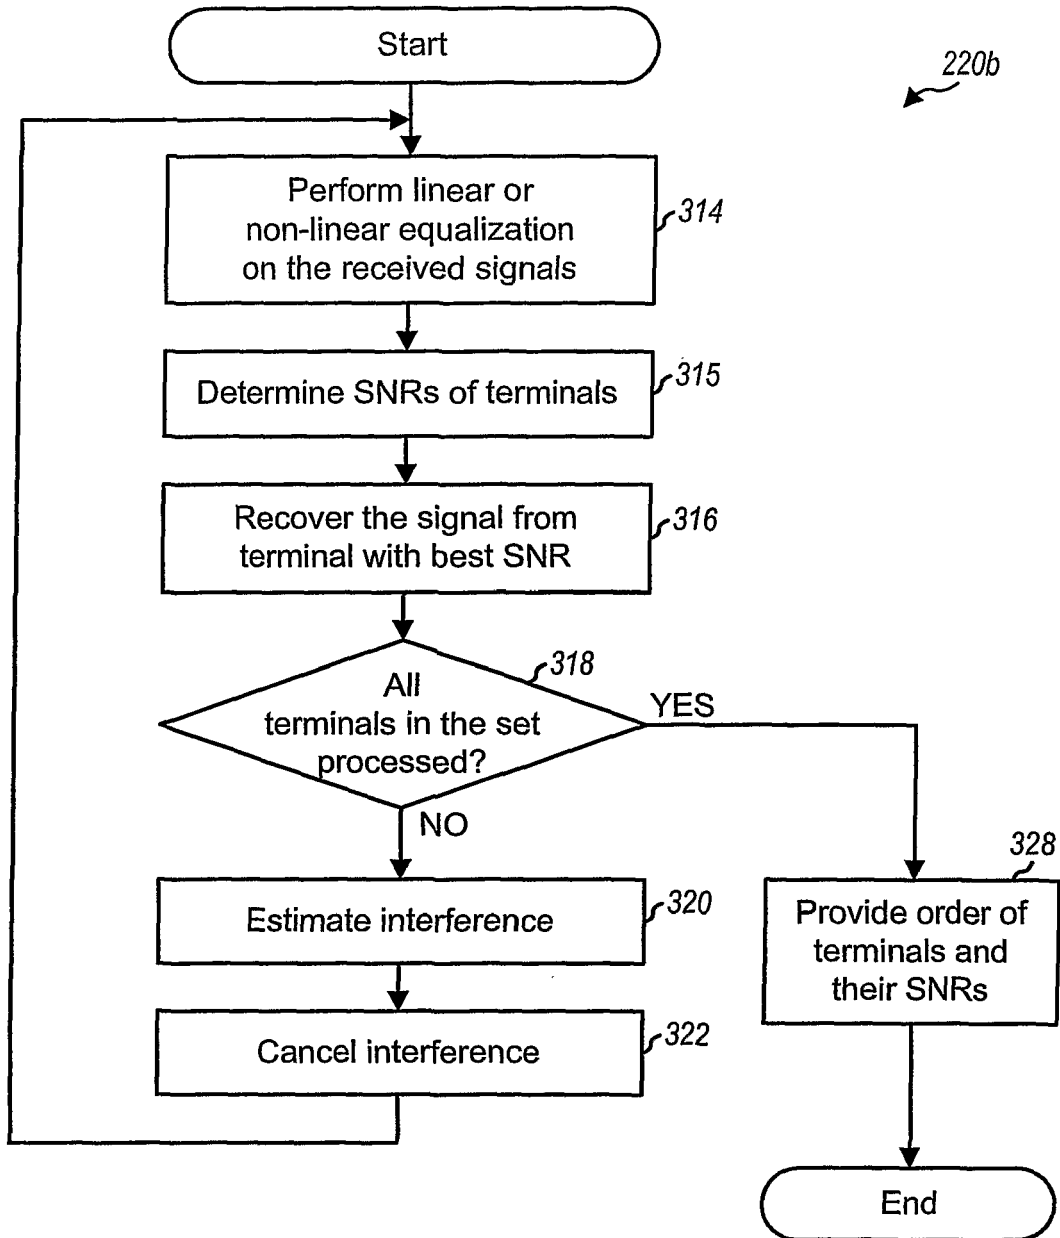 Start
220b
Perform linear or
non-linear equalization
on the received signals
314
Determine SNRs of terminals
315
Recover the signal from
terminal with best SNR
316
318
All
terminals in the set
processed?
YES
NO
328
Estimate interference
320
Provide order of
terminals and
their SNRs
Cancel interference
322
End